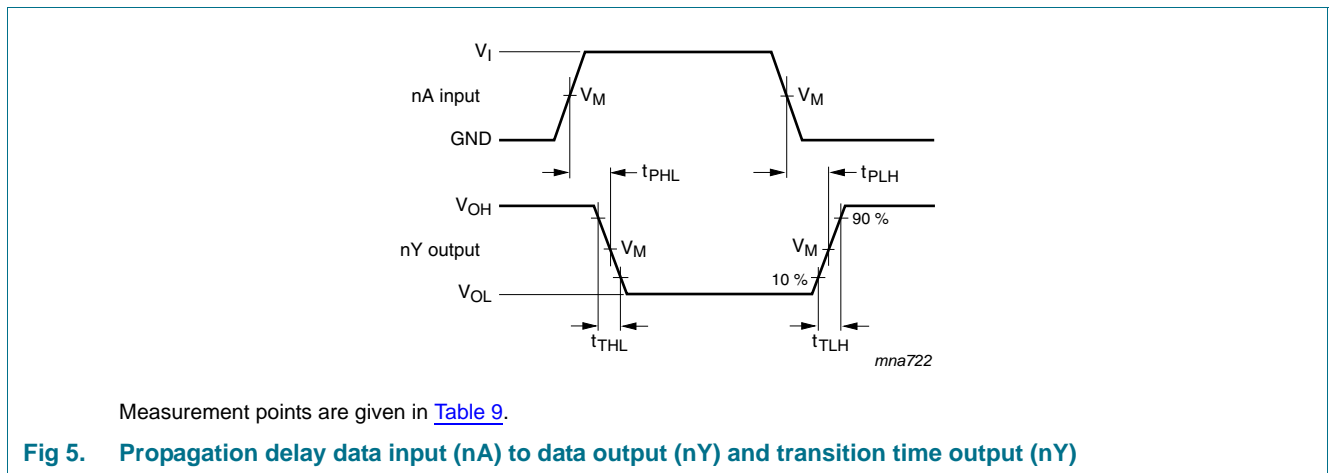 V_I
nA input
V_M
V_M
GND
t_PHL
t_PLH
V_OH
90 %
nY output
V_M
V_M
10 %
V_OL
t_THL
t_TLH
mna722
Measurement points are given in Table 9.
Fig 5. Propagation delay data input (nA) to data output (nY) and transition time output (nY)